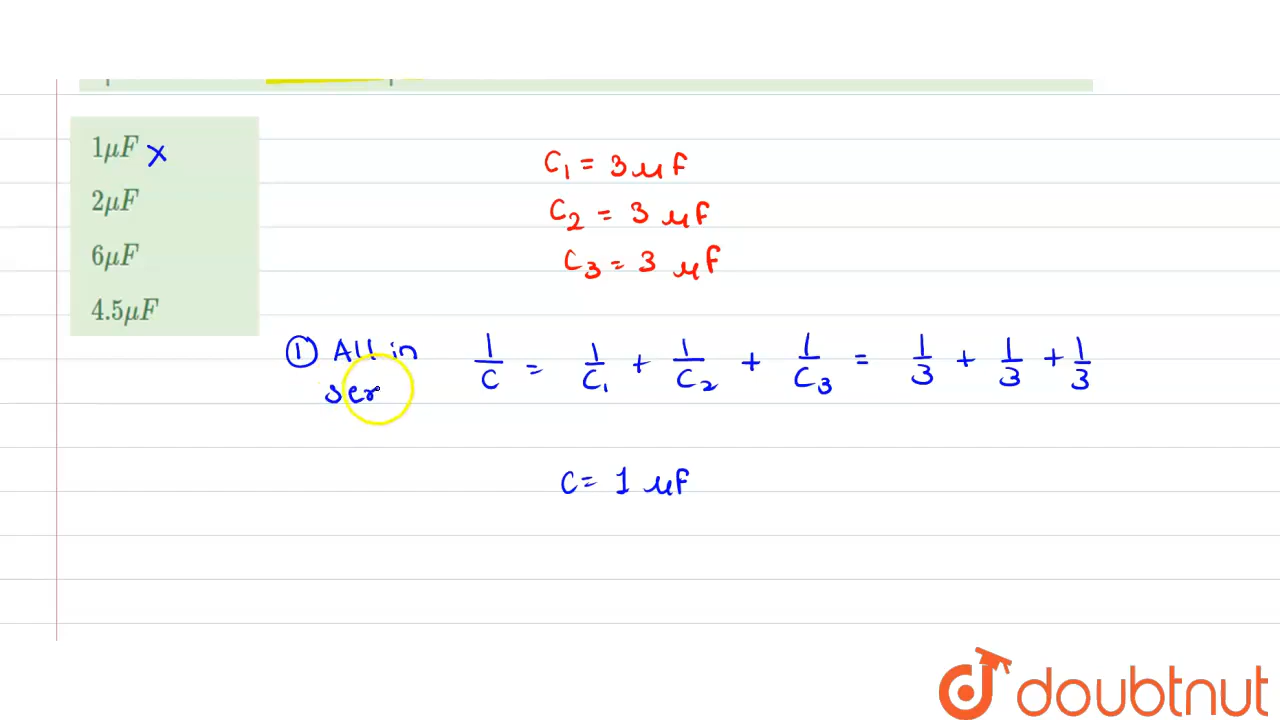 1μF X
2μF
6μF
4.5μF
C1 = 3 μF
C2 = 3 μF
C3 = 3 μF
① All in
ser
1/C = 1/C1 + 1/C2 + 1/C3 = 1/3 + 1/3 + 1/3
C = 1 μF
doubtnut